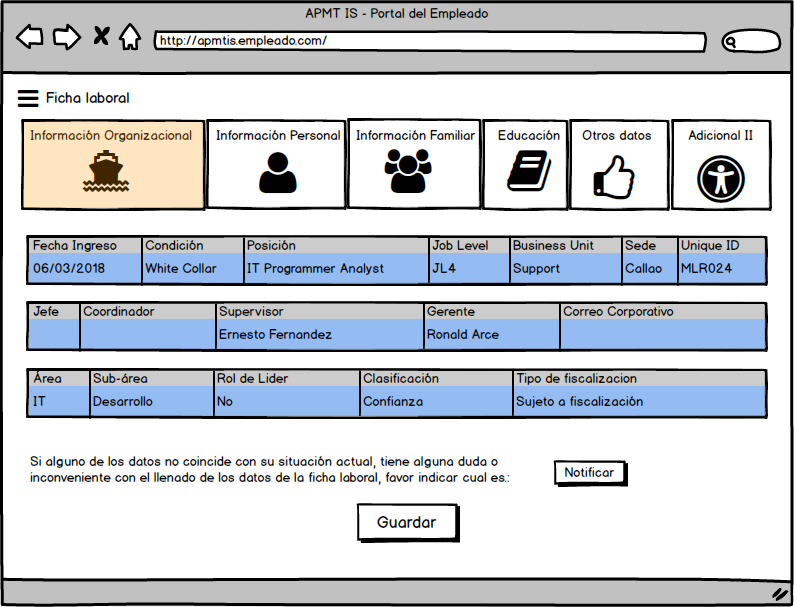 APMT IS - Portal del Empleado
http://apmtis.empleado.com/
Ficha laboral
Información Organizacional Información Personal Información Familiar Educación Otros datos Adicional II
Fecha Ingreso Condición Posición Job Level Business Unit Sede Unique ID
06/03/2018 White Collar IT Programmer Analyst JL4 Support Callao MLR024
Jefe Coordinador Supervisor Gerente Correo Corporativo
Ernesto Fernandez Ronald Arce
Área Sub-área Rol de Lider Clasificación Tipo de fiscalizacion
IT Desarrollo No Confianza Sujeto a fiscalización
Si alguno de los datos no coincide con su situación actual, tiene alguna duda o
inconveniente con el llenado de los datos de la ficha laboral, favor indicar cual es.:
Notificar
Guardar